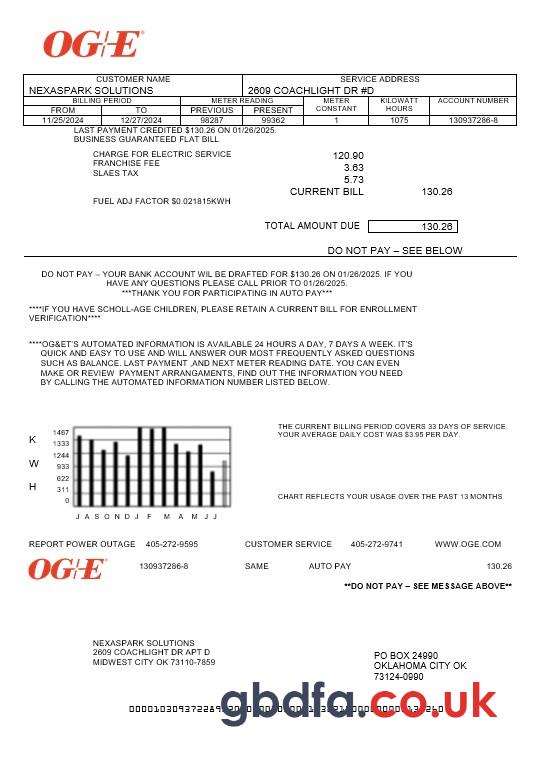 OG/E
CUSTOMER NAME SERVICE ADDRESS
NEXASPARK SOLUTIONS 2609 COACHLIGHT DR #D
BILLING PERIOD METER READING METER CONSTANT KILOWATT HOURS ACCOUNT NUMBER
FROM TO PREVIOUS PRESENT
11/25/2024 12/27/2024 98287 99362 1 1075 130937286-8
LAST PAYMENT CREDITED $130.26 ON 01/26/2025.
BUSINESS GUARANTEED FLAT BILL
CHARGE FOR ELECTRIC SERVICE 120.90
FRANCHISE FEE 3.63
SLAES TAX 5.73
CURRENT BILL 130.26
FUEL ADJ FACTOR $0.021815KWH
TOTAL AMOUNT DUE 130.26
DO NOT PAY – SEE BELOW
DO NOT PAY – YOUR BANK ACCOUNT WIL BE DRAFTED FOR $130.26 ON 01/26/2025. IF YOU
HAVE ANY QUESTIONS PLEASE CALL PRIOR TO 01/26/2025.
***THANK YOU FOR PARTICIPATING IN AUTO PAY***
****IF YOU HAVE SCHOLL-AGE CHILDREN, PLEASE RETAIN A CURRENT BILL FOR ENROLLMENT
VERIFICATION****
****OG&ET'S AUTOMATED INFORMATION IS AVAILABLE 24 HOURS A DAY, 7 DAYS A WEEK. IT'S
QUICK AND EASY TO USE AND WILL ANSWER OUR MOST FREQUENTLY ASKED QUESTIONS
SUCH AS BALANCE. LAST PAYMENT ,AND NEXT METER READING DATE. YOU CAN EVEN
MAKE OR REVIEW PAYMENT ARRANGAMENTS, FIND OUT THE INFORMATION YOU NEED
BY CALLING THE AUTOMATED INFORMATION NUMBER LISTED BELOW.
THE CURRENT BILLING PERIOD COVERS 33 DAYS OF SERVICE.
YOUR AVERAGE DAILY COST WAS $3.95 PER DAY.
K W H
1467
1333
1244
933
622
311
0
J A S O N D J F M A M J J
CHART REFLECTS YOUR USAGE OVER THE PAST 13 MONTHS
REPORT POWER OUTAGE 405-272-9595 CUSTOMER SERVICE 405-272-9741 WWW.OGE.COM
OG/E 130937286-8 SAME AUTO PAY 130.26
**DO NOT PAY – SEE MESSAGE ABOVE**
NEXASPARK SOLUTIONS
2609 COACHLIGHT DR APT D
MIDWEST CITY OK 73110-7859
PO BOX 24990
OKLAHOMA CITY OK
73124-0990
gbdfa.co.uk